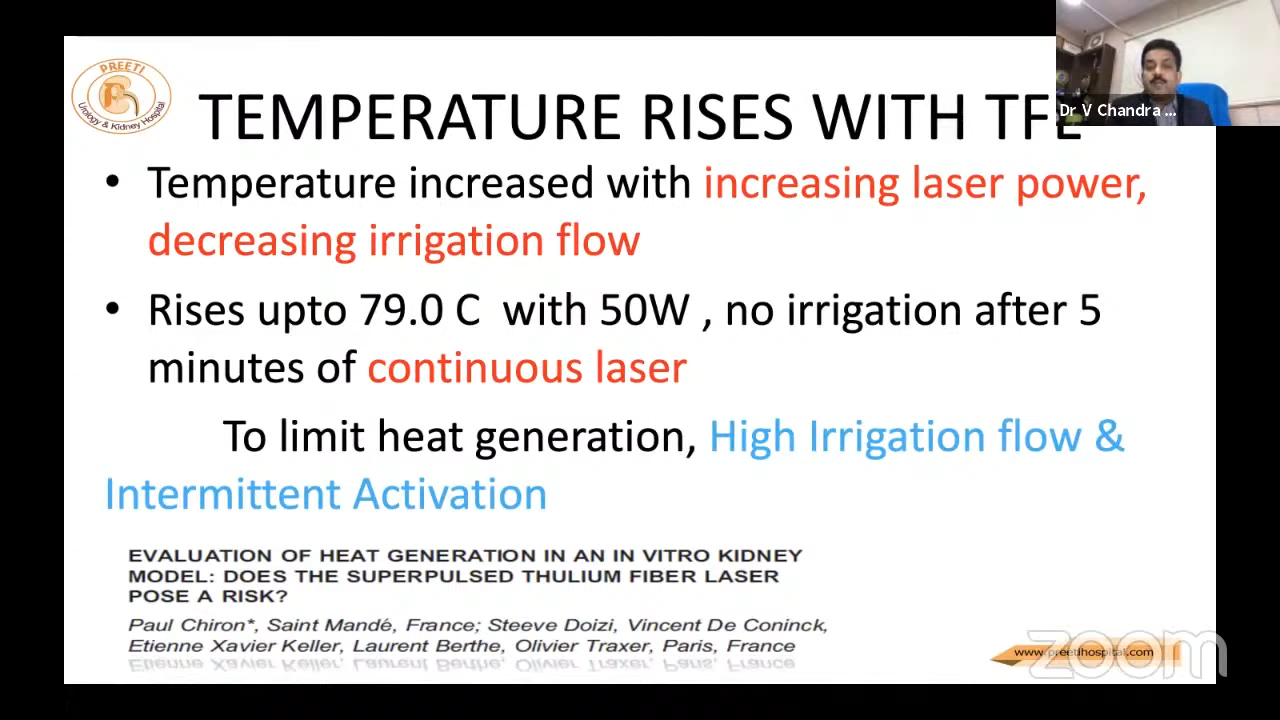 PREETI
Urology & Kidney Hospital
TEMPERATURE RISES WITH TFL
Dr V Chandra ...
• Temperature increased with increasing laser power,
decreasing irrigation flow
• Rises upto 79.0 C with 50W , no irrigation after 5
minutes of continuous laser
To limit heat generation, High Irrigation flow &
Intermittent Activation
EVALUATION OF HEAT GENERATION IN AN IN VITRO KIDNEY
MODEL: DOES THE SUPERPULSED THULIUM FIBER LASER
POSE A RISK?
Paul Chiron*, Saint Mandé, France; Steeve Doizi, Vincent De Coninck,
Etienne Xavier Keller, Laurent Berthe, Olivier Traxer, Paris, France
www.preetihospital.com
zoom